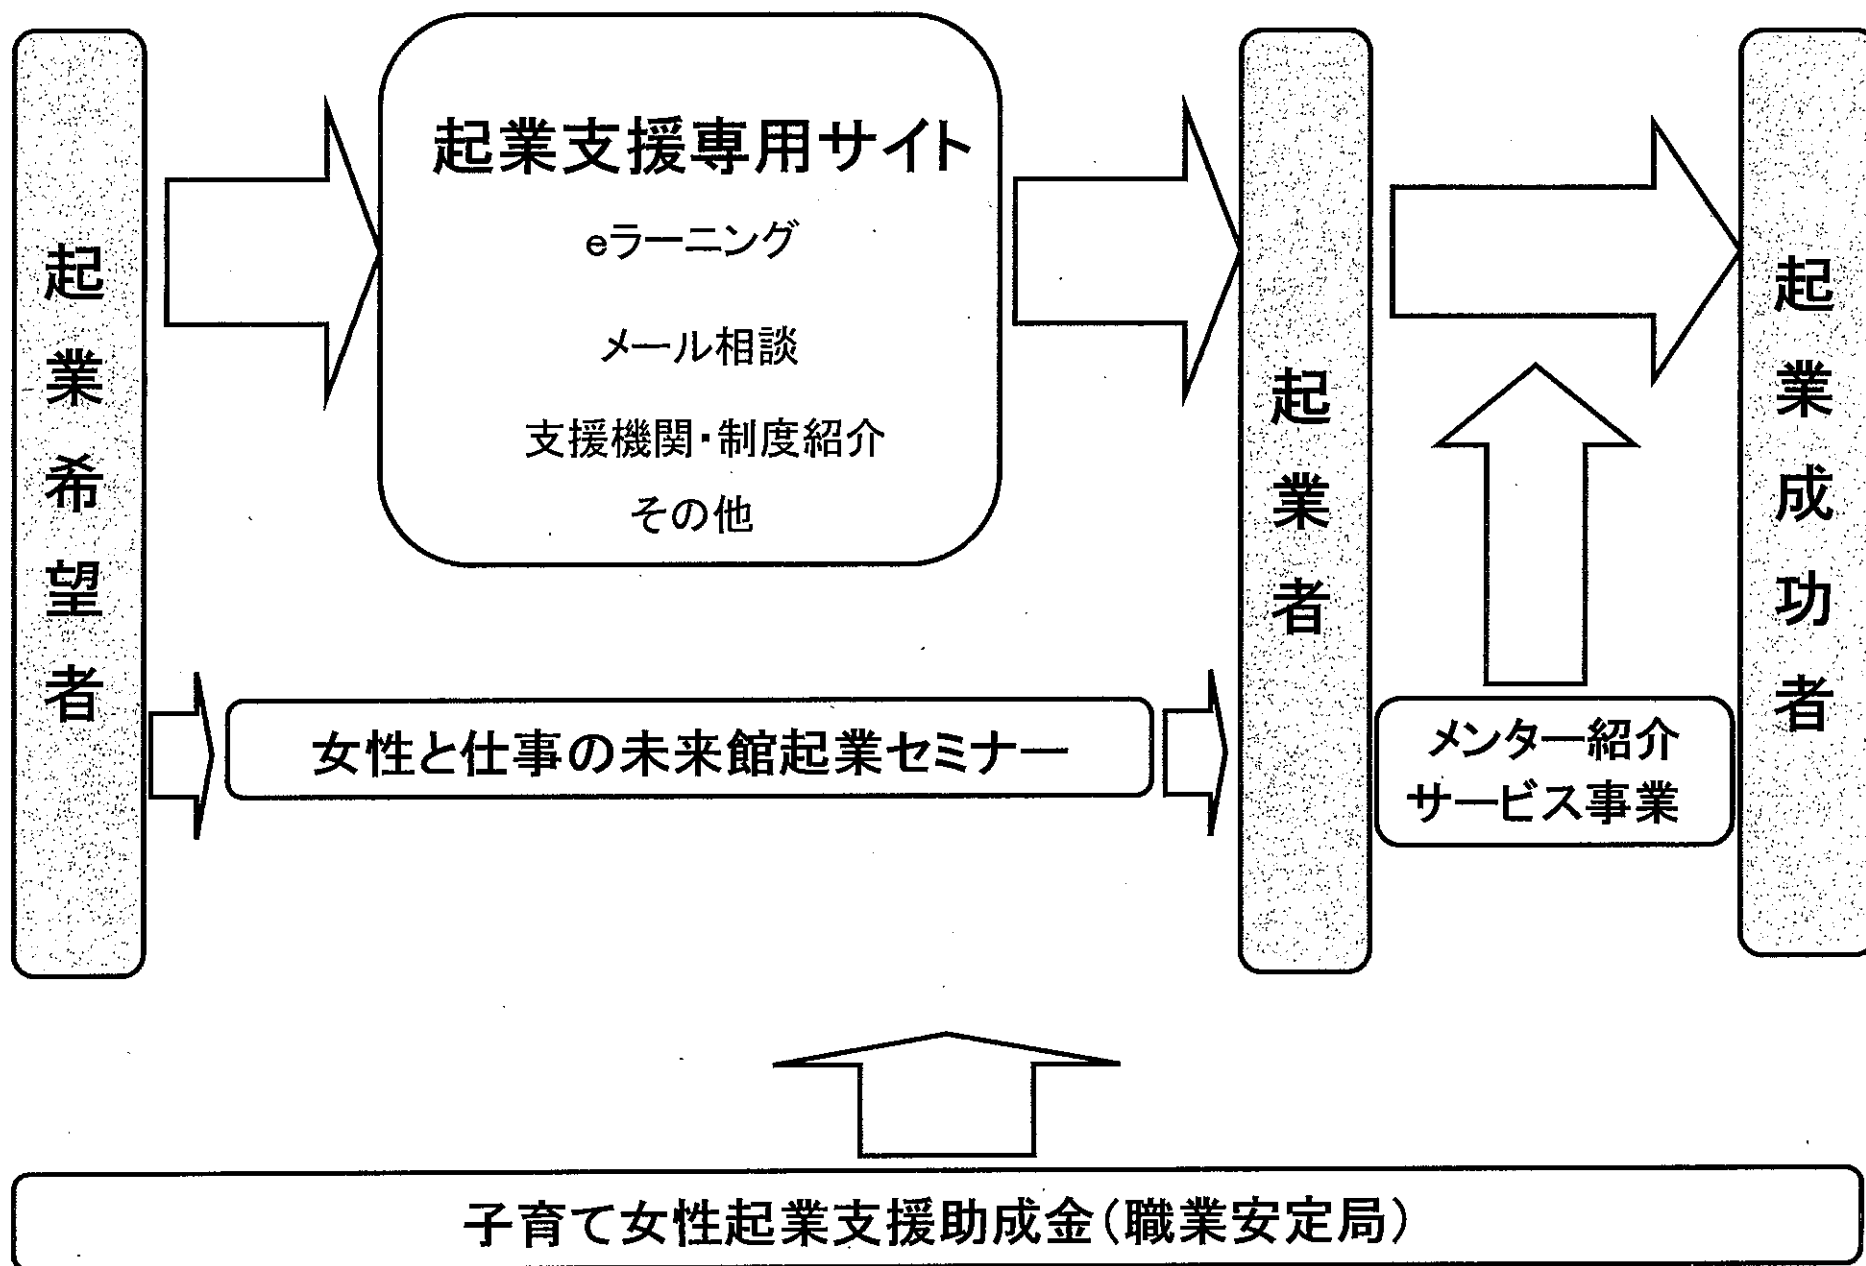 起業希望者
起業支援専用サイト
eラーニング
メール相談
支援機関・制度紹介
その他
女性と仕事の未来館起業セミナー
起業者
メンター紹介
サービス事業
起業成功者
子育て女性起業支援助成金(職業安定局)